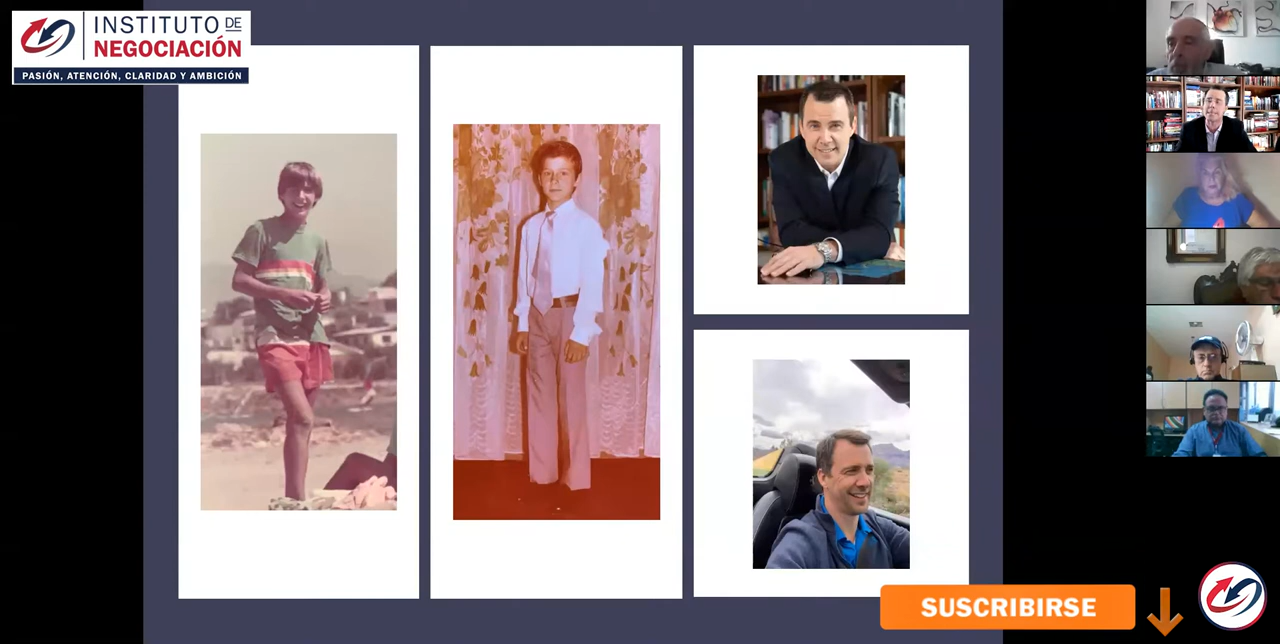 INSTITUTO DE
NEGOCIACIÓN
PASIÓN, ATENCIÓN, CLARIDAD Y AMBICIÓN
SUSCRIBIRSE